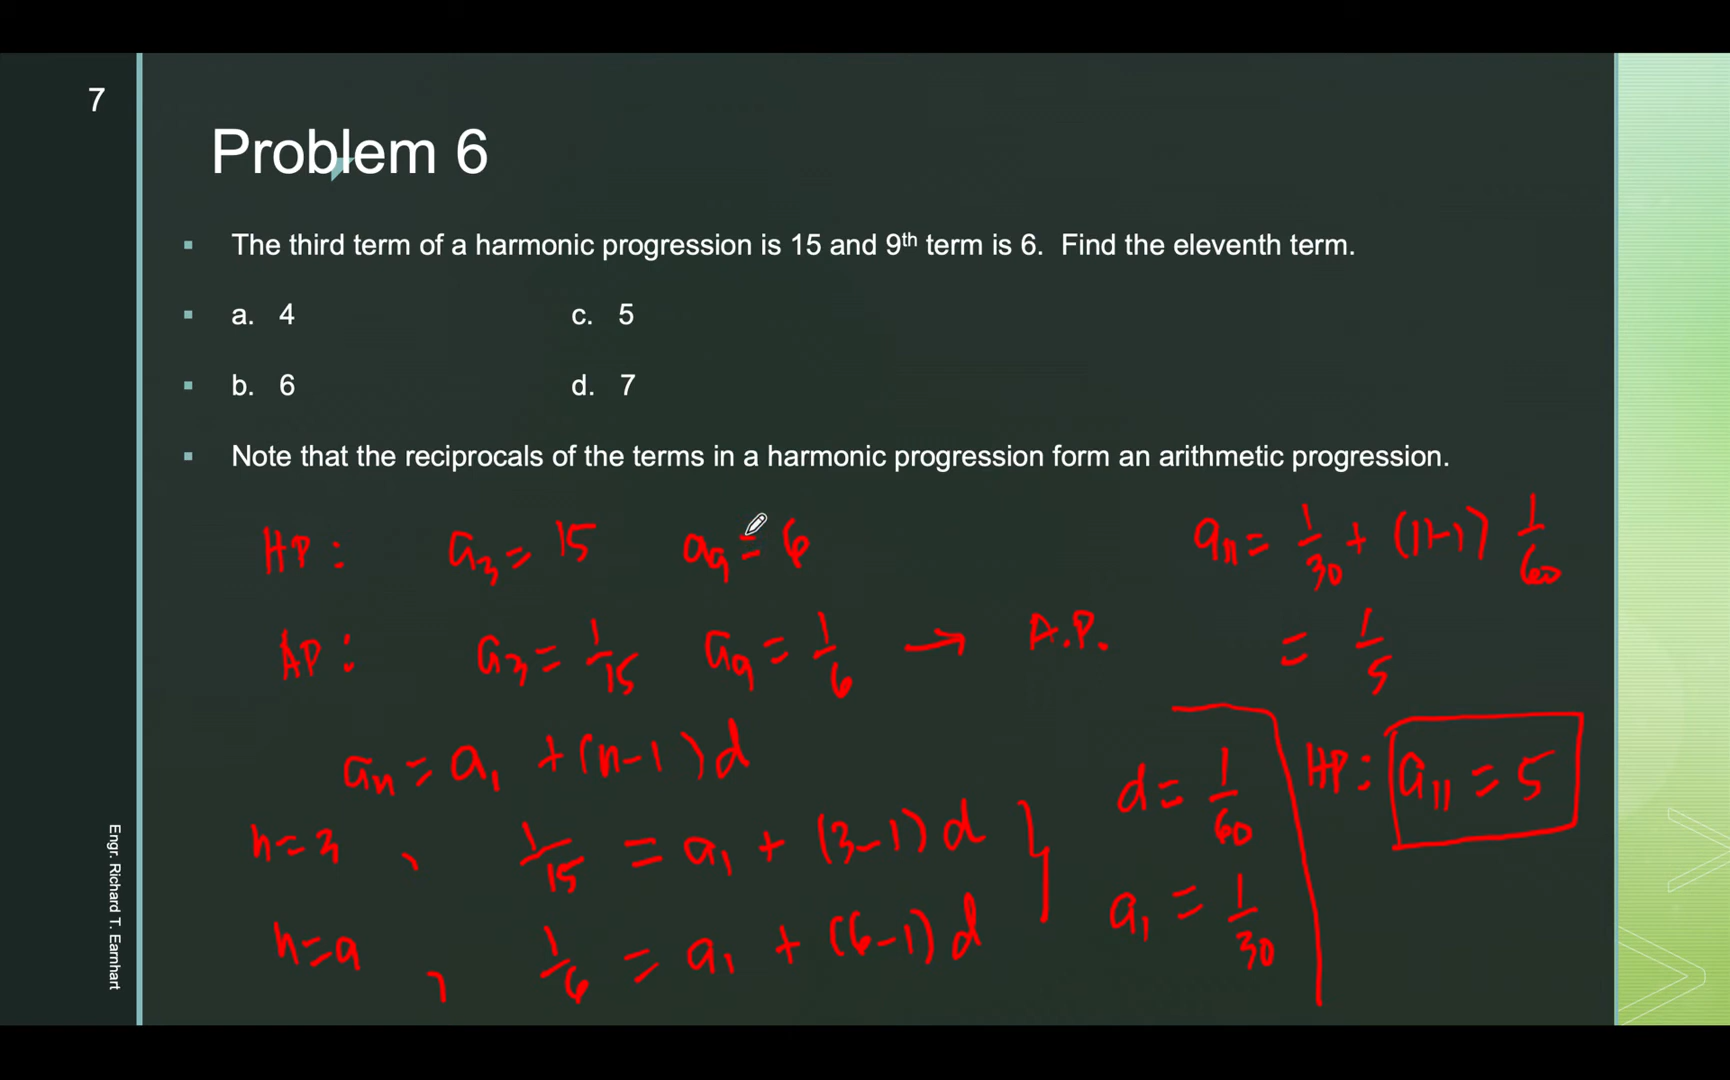 7
Problem 6
The third term of a harmonic progression is 15 and 9th term is 6. Find the eleventh term.
a. 4 c. 5
b. 6 d. 7
Note that the reciprocals of the terms in a harmonic progression form an arithmetic progression.
HP: a₃ = 15 a₉ = 6
AP: a₃ = 1/15 a₉ = 1/6 → A.P.
aₙ = a₁ + (n-1)d
n=3, 1/15 = a₁ + (3-1)d
n=9, 1/6 = a₁ + (6-1)d
d = 1/60
a₁ = 1/30
a₁₁ = 1/30 + (11-1) 1/60
= 1/5
HP: a₁₁ = 5
Engr. Richard T. Earnhart